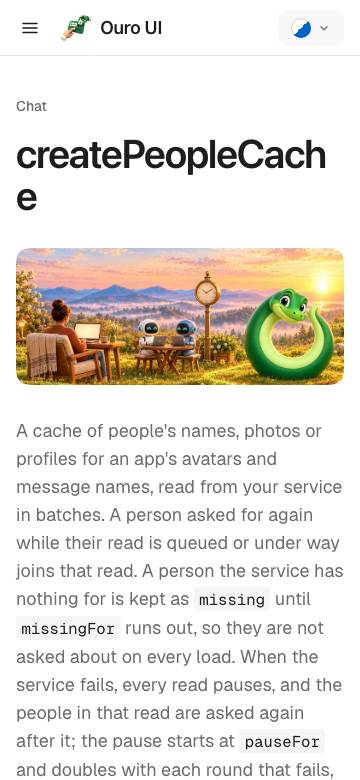 Ouro UI
Chat
createPeopleCach
e
A cache of people's names, photos or
profiles for an app's avatars and
message names, read from your service
in batches. A person asked for again
while their read is queued or under way
joins that read. A person the service has
nothing for is kept as missing until
missingFor runs out, so they are not
asked about on every load. When the
service fails, every read pauses, and the
people in that read are asked again
after it; the pause starts at pauseFor
and doubles with each round that fails,